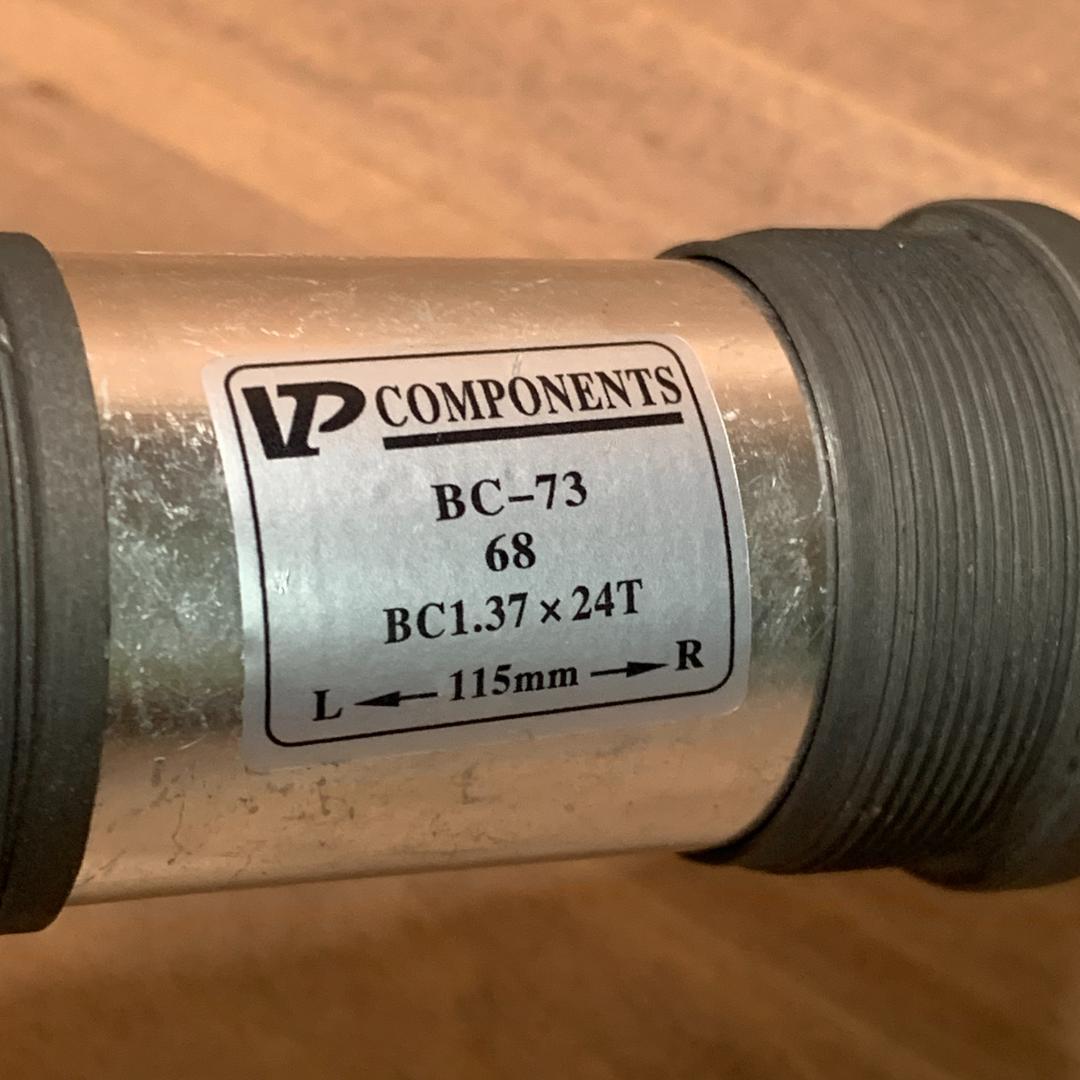 VP COMPONENTS
BC-73
68
BC1.37 × 24T
L ← 115mm → R